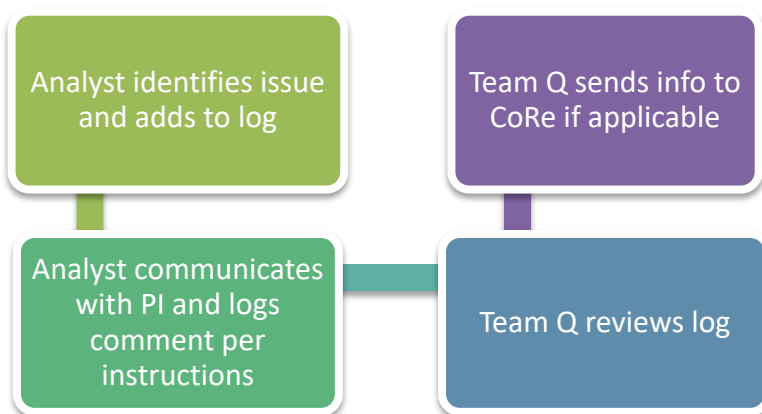 Analyst identifies issue
and adds to log
Analyst communicates
with PI and logs
comment per
instructions
Team Q reviews log
Team Q sends info to
CoRe if applicable